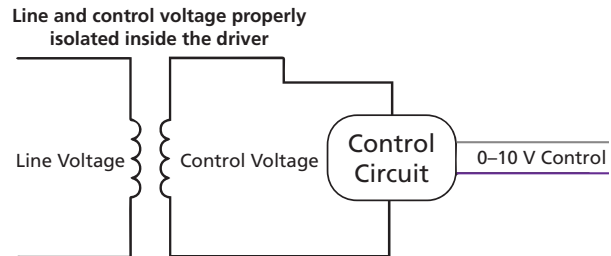 Line and control voltage properly
isolated inside the driver
Line Voltage
Control Voltage
Control
Circuit
0–10 V Control